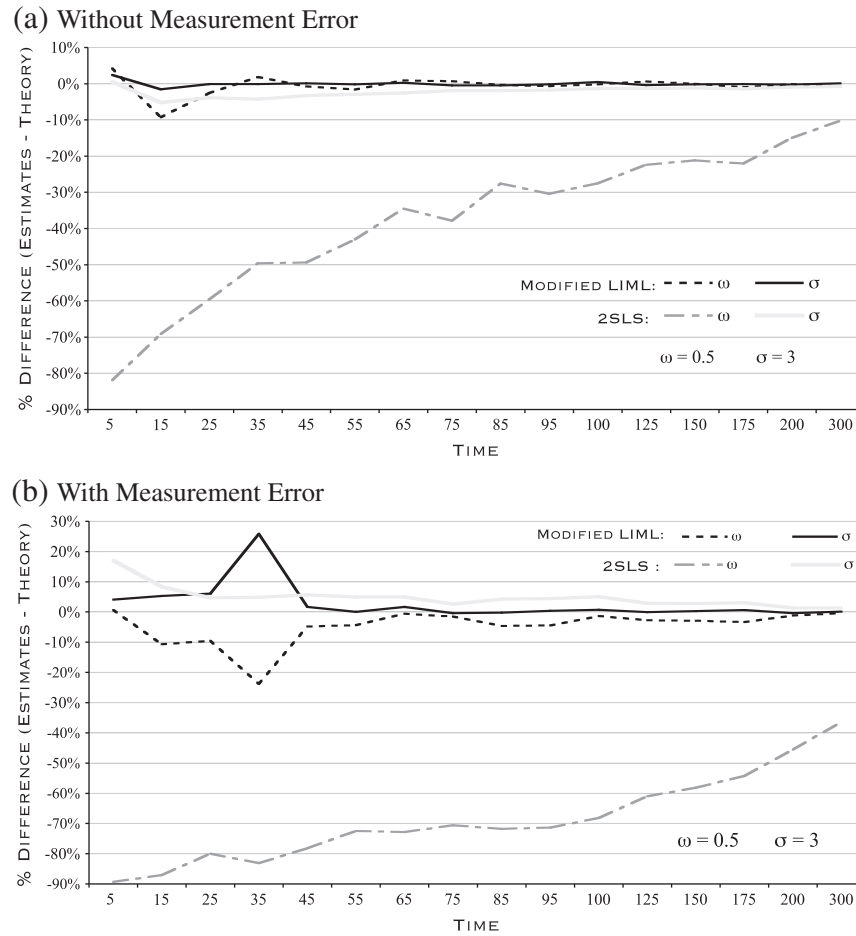 (a) Without Measurement Error
% DIFFERENCE (ESTIMATES - THEORY)
10%
0%
-10%
-20%
-30%
-40%
-50%
-60%
-70%
-80%
-90%
MODIFIED LIML: ω σ
2SLS: ω σ
ω = 0.5 σ = 3
5 15 25 35 45 55 65 75 85 95 100 125 150 175 200 300
TIME
(b) With Measurement Error
% DIFFERENCE (ESTIMATES - THEORY)
30%
20%
10%
0%
-10%
-20%
-30%
-40%
-50%
-60%
-70%
-80%
-90%
MODIFIED LIML: ω σ
2SLS : ω σ
ω = 0.5 σ = 3
5 15 25 35 45 55 65 75 85 95 100 125 150 175 200 300
TIME